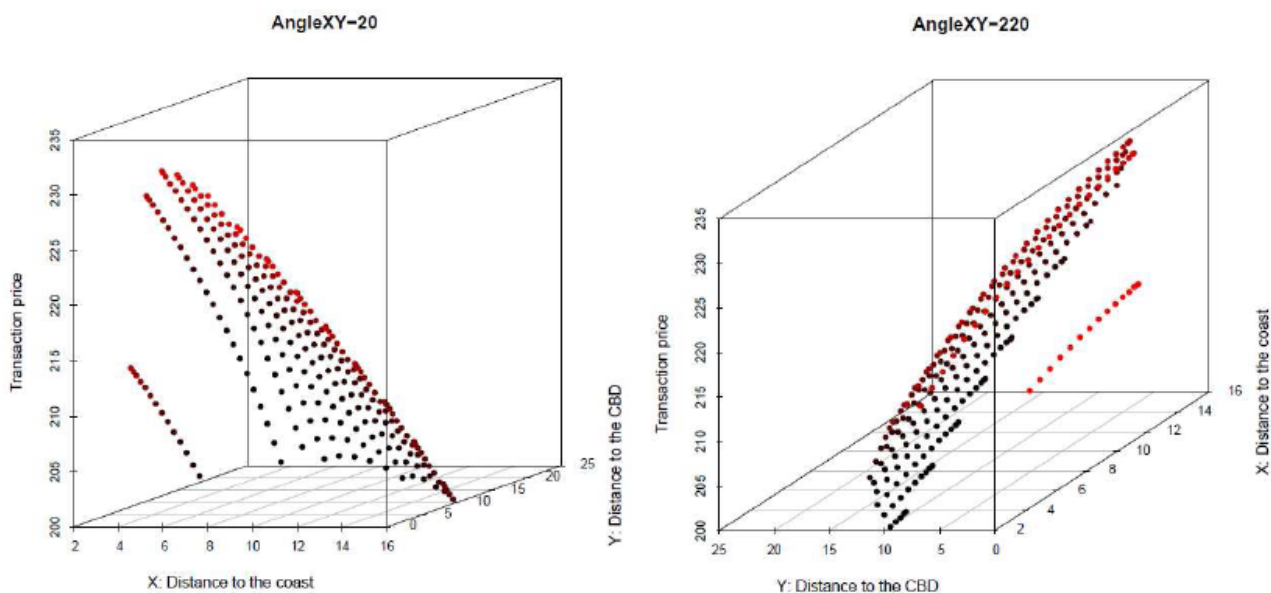 AngleXY−20
Transaction price
235
230
225
220
215
210
205
200
2 4 6 8 10 12 14 16
X: Distance to the coast
0 5 10 15 20 25
Y: Distance to the CBD
AngleXY−220
Transaction price
235
230
225
220
215
210
205
200
25 20 15 10 5 0
Y: Distance to the CBD
2 4 6 8 10 12 14 16
X: Distance to the coast